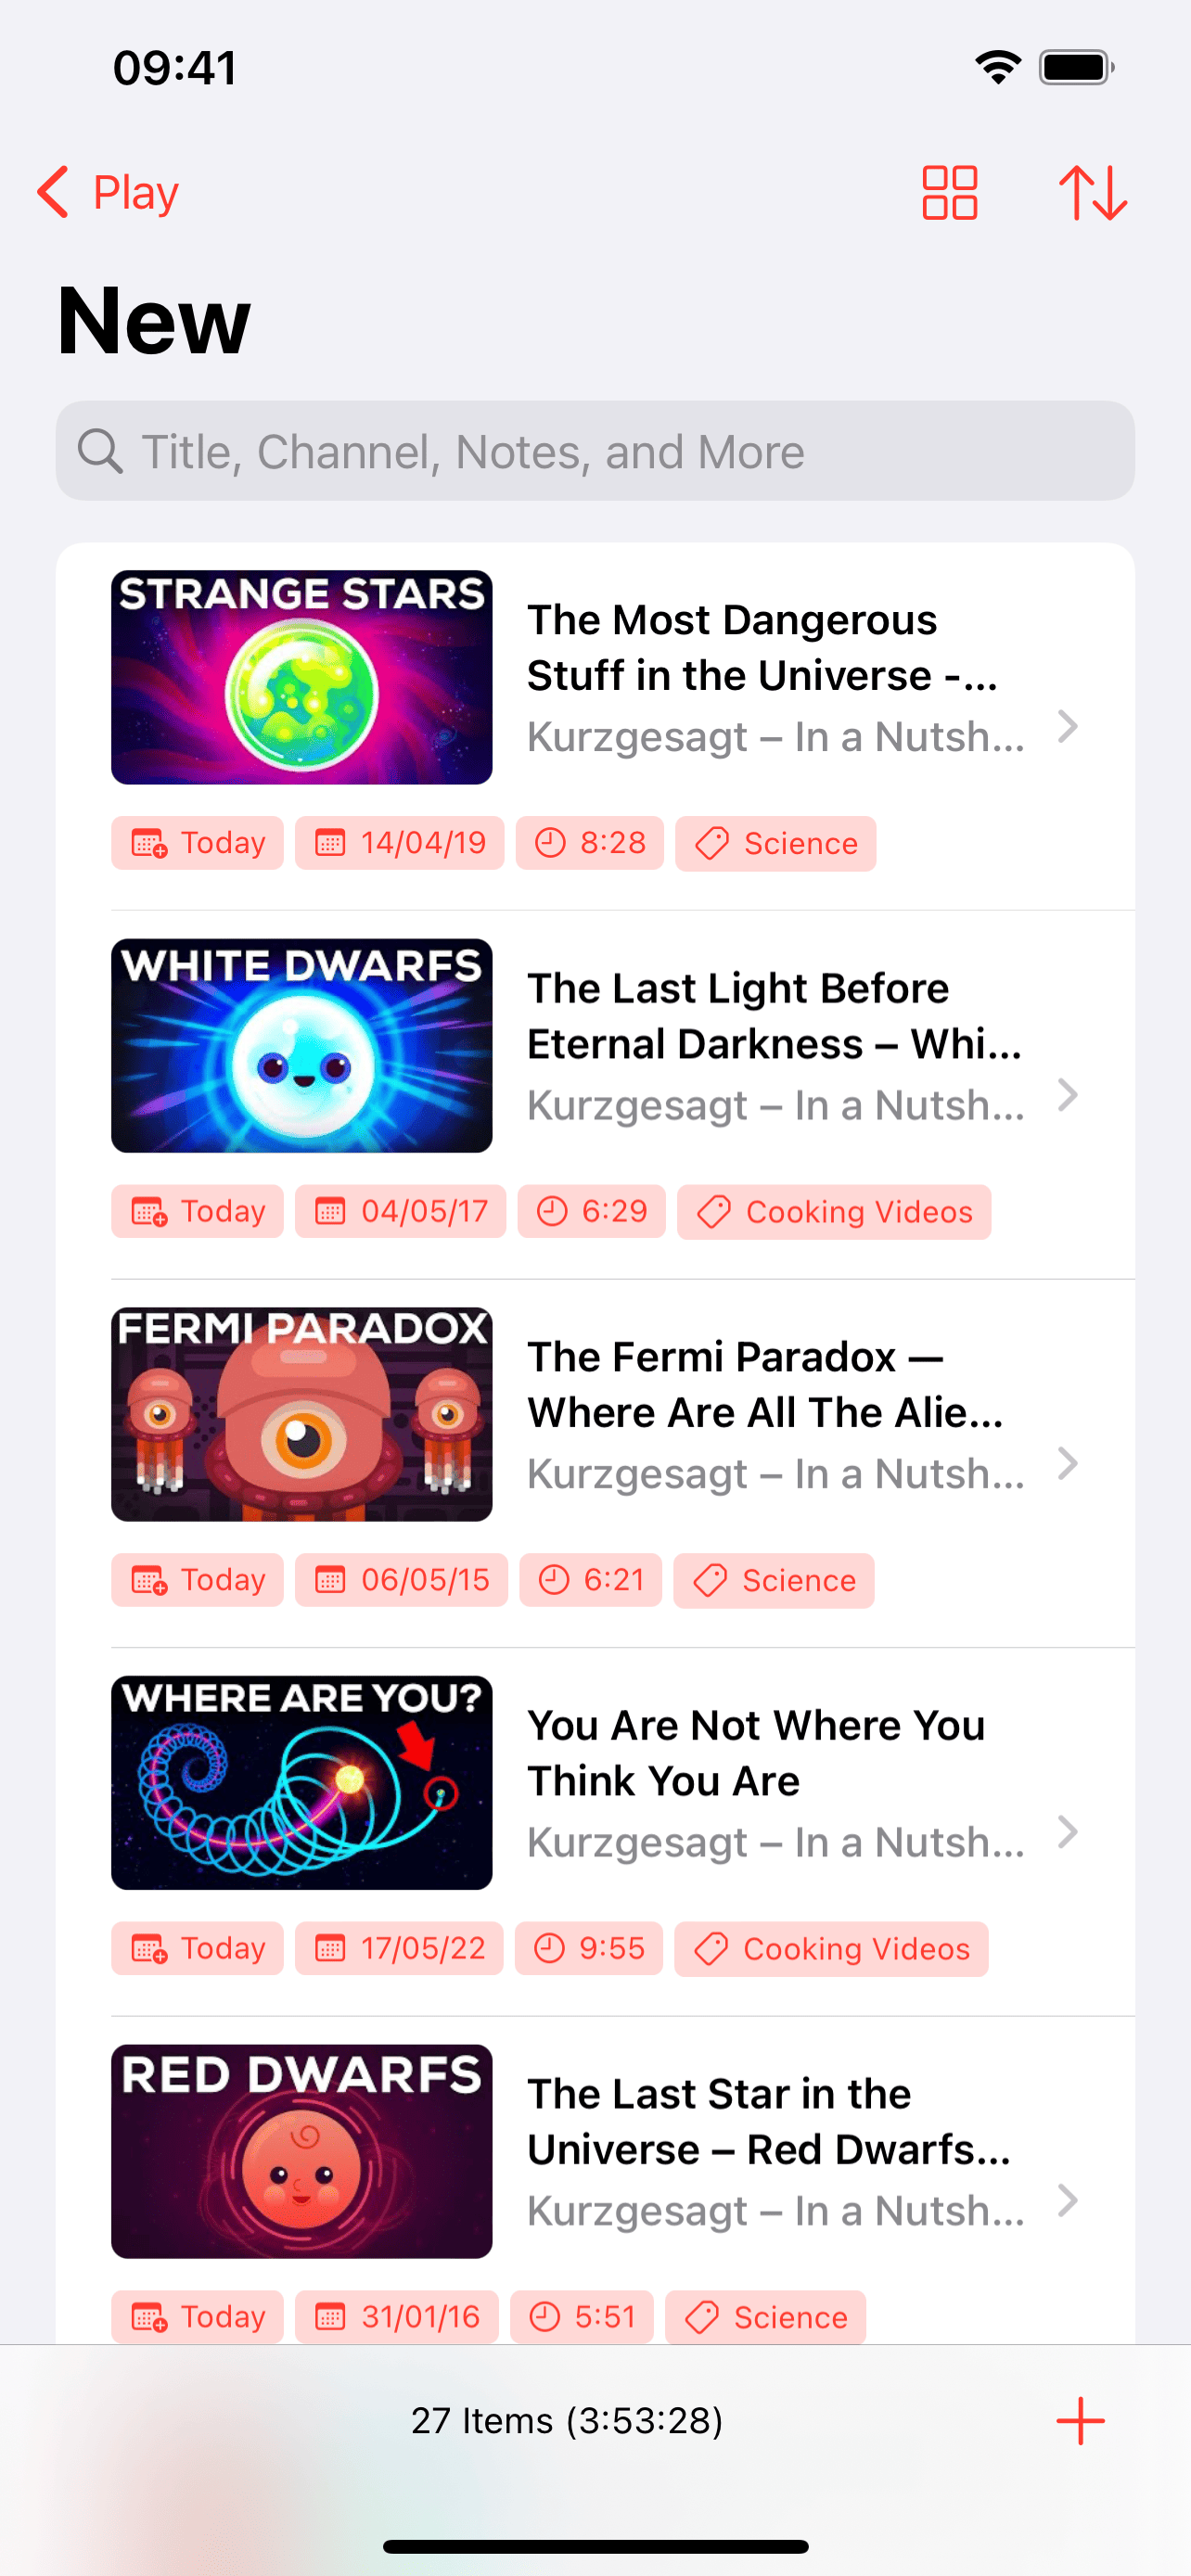 09:41
Play
New
Title, Channel, Notes, and More
STRANGE STARS
The Most Dangerous
Stuff in the Universe -...
Kurzgesagt – In a Nutsh...
Today 14/04/19 8:28 Science
WHITE DWARFS
The Last Light Before
Eternal Darkness – Whi...
Kurzgesagt – In a Nutsh...
Today 04/05/17 6:29 Cooking Videos
FERMI PARADOX
The Fermi Paradox —
Where Are All The Alie...
Kurzgesagt – In a Nutsh...
Today 06/05/15 6:21 Science
WHERE ARE YOU?
You Are Not Where You
Think You Are
Kurzgesagt – In a Nutsh...
Today 17/05/22 9:55 Cooking Videos
RED DWARFS
The Last Star in the
Universe – Red Dwarfs...
Kurzgesagt – In a Nutsh...
Today 31/01/16 5:51 Science
27 Items (3:53:28)